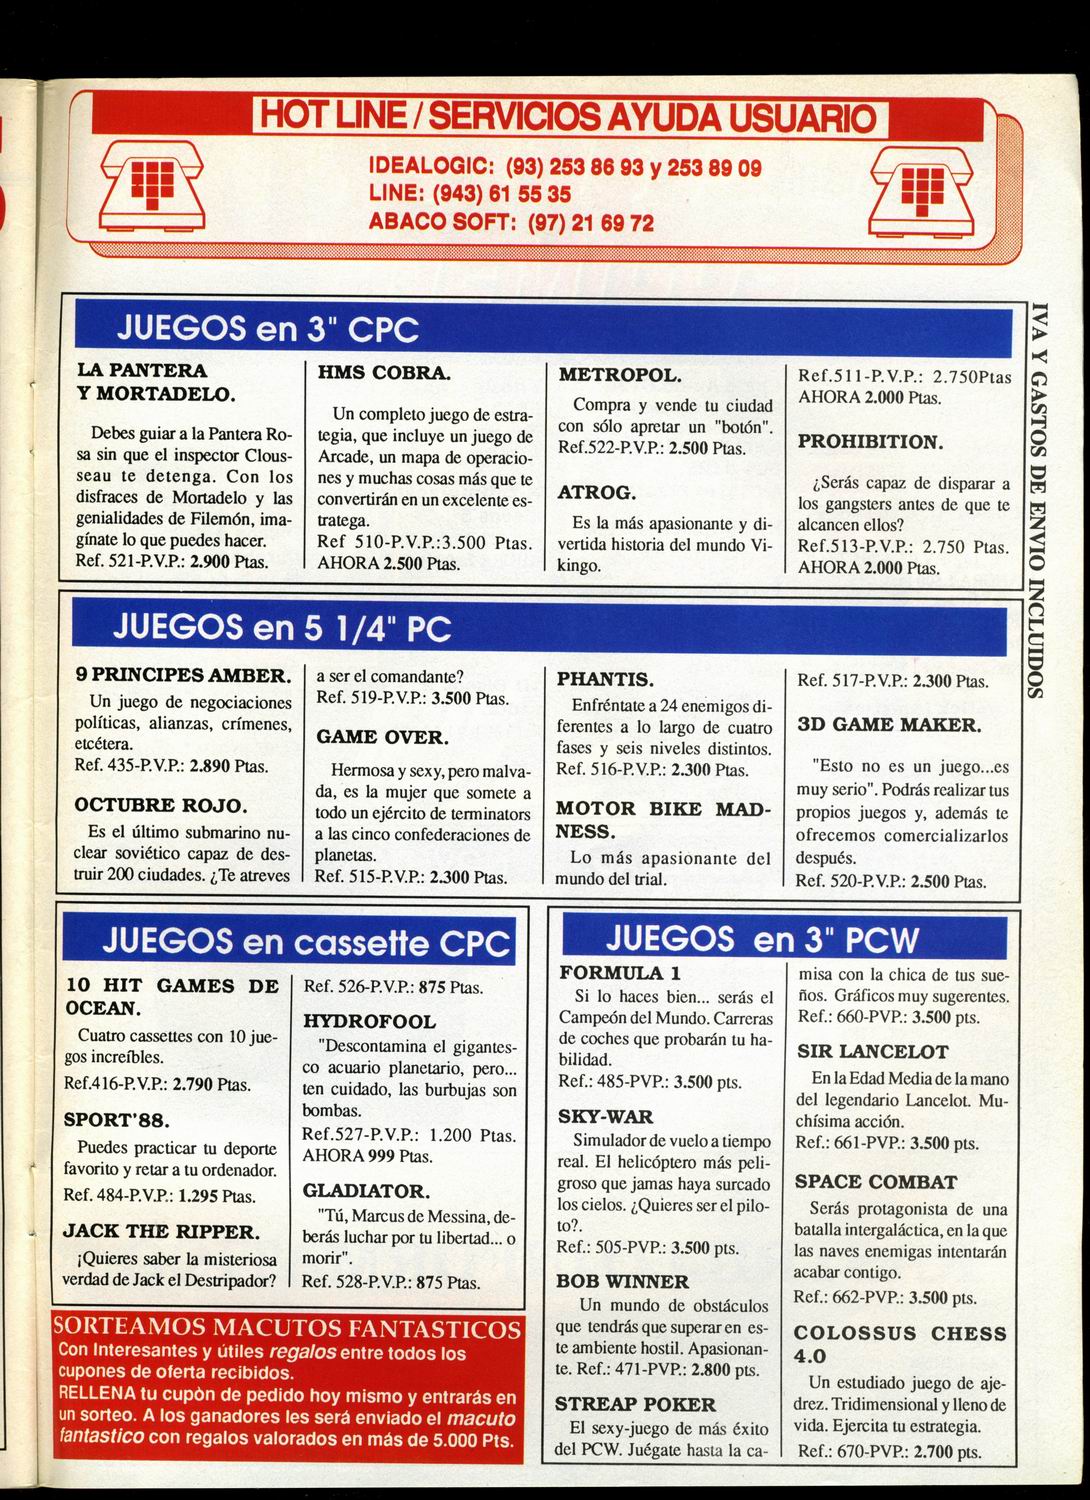 HOT LINE / SERVICIOS AYUDA USUARIO
IDEALOGIC: (93) 253 86 93 y 253 89 09
LINE: (943) 61 55 35
ABACO SOFT: (97) 21 69 72
IVA Y GASTOS DE ENVIO INCLUIDOS
JUEGOS en 3" CPC
LA PANTERA
Y MORTADELO.
Debes guiar a la Pantera Ro-
sa sin que el inspector Clous-
seau te detenga. Con los
disfraces de Mortadelo y las
genialidades de Filemón, ima-
gínate lo que puedes hacer.
Ref. 521-P.V.P.: 2.900 Ptas.
HMS COBRA.
Un completo juego de estra-
tegia, que incluye un juego de
Arcade, un mapa de operacio-
nes y muchas cosas más que te
convertirán en un excelente es-
tratega.
Ref 510-P.V.P.:3.500 Ptas.
AHORA 2.500 Ptas.
METROPOL.
Compra y vende tu ciudad
con sólo apretar un "botón".
Ref.522-P.V.P.: 2.500 Ptas.
ATROG.
Es la más apasionante y di-
vertida historia del mundo Vi-
kingo.
Ref.511-P.V.P.: 2.750Ptas
AHORA 2.000 Ptas.
PROHIBITION.
¿Serás capaz de disparar a
los gangsters antes de que te
alcancen ellos?
Ref.513-P.V.P.: 2.750 Ptas.
AHORA 2.000 Ptas.
JUEGOS en 5 1/4" PC
9 PRINCIPES AMBER.
Un juego de negociaciones
políticas, alianzas, crímenes,
etcétera.
Ref. 435-P.V.P.: 2.890 Ptas.
OCTUBRE ROJO.
Es el último submarino nu-
clear soviético capaz de des-
truir 200 ciudades. ¿Te atreves
a ser el comandante?
Ref. 519-P.V.P.: 3.500 Ptas.
GAME OVER.
Hermosa y sexy, pero malva-
da, es la mujer que somete a
todo un ejército de terminators
a las cinco confederaciones de
planetas.
Ref. 515-P.V.P.: 2.300 Ptas.
PHANTIS.
Enfréntate a 24 enemigos di-
ferentes a lo largo de cuatro
fases y seis niveles distintos.
Ref. 516-P.V.P.: 2.300 Ptas.
MOTOR BIKE MAD-
NESS.
Lo más apasionante del
mundo del trial.
Ref. 517-P.V.P.: 2.300 Ptas.
3D GAME MAKER.
"Esto no es un juego...es
muy serio". Podrás realizar tus
propios juegos y, además te
ofrecemos comercializarlos
después.
Ref. 520-P.V.P.: 2.500 Ptas.
JUEGOS en cassette CPC
10 HIT GAMES DE
OCEAN.
Cuatro cassettes con 10 jue-
gos increíbles.
Ref.416-P.V.P.: 2.790 Ptas.
SPORT'88.
Puedes practicar tu deporte
favorito y retar a tu ordenador.
Ref. 484-P.V.P.: 1.295 Ptas.
JACK THE RIPPER.
¡Quieres saber la misteriosa
verdad de Jack el Destripador?
Ref. 526-P.V.P.: 875 Ptas.
HYDROFOOL
"Descontamina el gigantes-
co acuario planetario, pero...
ten cuidado, las burbujas son
bombas.
Ref.527-P.V.P.: 1.200 Ptas.
AHORA 999 Ptas.
GLADIATOR.
"Tú, Marcus de Messina, de-
berás luchar por tu libertad... o
morir".
Ref. 528-P.V.P.: 875 Ptas.
SORTEAMOS MACUTOS FANTASTICOS
Con Interesantes y útiles regalos entre todos los
cupones de oferta recibidos.
RELLENA tu cupòn de pedido hoy mismo y entrarás en
un sorteo. A los ganadores les será enviado el macuto
fantastico con regalos valorados en más de 5.000 Pts.
JUEGOS en 3" PCW
FORMULA 1
Si lo haces bien... serás el
Campeón del Mundo. Carreras
de coches que probarán tu ha-
bilidad.
Ref.: 485-PVP.: 3.500 pts.
SKY-WAR
Simulador de vuelo a tiempo
real. El helicóptero más peli-
groso que jamas haya surcado
los cielos. ¿Quieres ser el pilo-
to?.
Ref.: 505-PVP.: 3.500 pts.
BOB WINNER
Un mundo de obstáculos
que tendrás que superar en es-
te ambiente hostil. Apasionan-
te. Ref.: 471-PVP.: 2.800 pts.
STREAP POKER
El sexy-juego de más éxito
del PCW. Juégate hasta la ca-
misa con la chica de tus sue-
ños. Gráficos muy sugerentes.
Ref.: 660-PVP.: 3.500 pts.
SIR LANCELOT
En la Edad Media de la mano
del legendario Lancelot. Mu-
chísima acción.
Ref.: 661-PVP.: 3.500 pts.
SPACE COMBAT
Serás protagonista de una
batalla intergaláctica, en la que
las naves enemigas intentarán
acabar contigo.
Ref.: 662-PVP.: 3.500 pts.
COLOSSUS CHESS
4.0
Un estudiado juego de aje-
drez. Tridimensional y lleno de
vida. Ejercita tu estrategia.
Ref.: 670-PVP.: 2.700 pts.